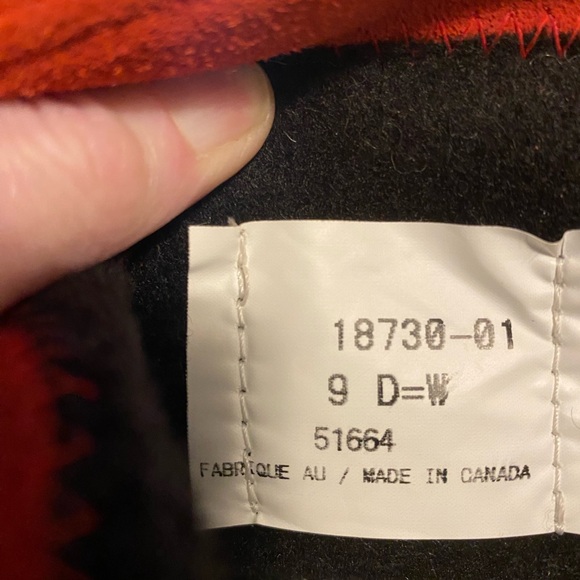 18730-01
9 D=W
51664
FABRIQUE AU / MADE IN CANADA